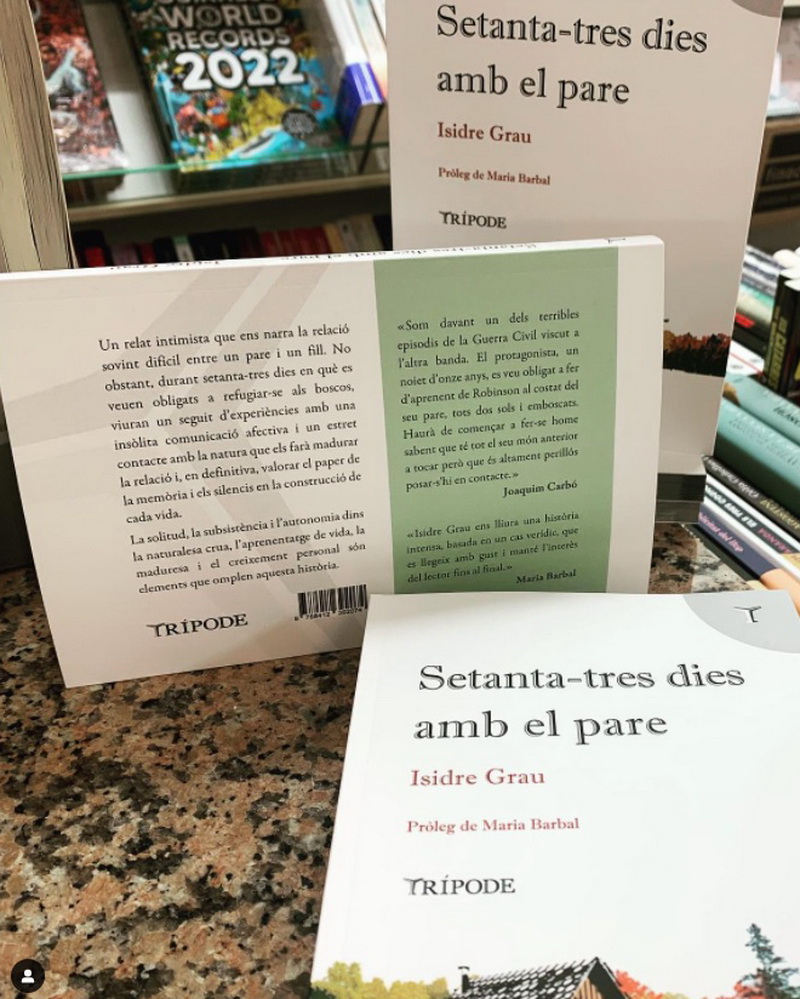 WORLD
RECORDS
2022
Setanta-tres dies
amb el pare
Isidre Grau
Pròleg de Maria Barbal
TRÍPODE
Un relat intimista que ens narra la relació
sovint difícil entre un pare i un fill. No
obstant, durant setanta-tres dies en què es
veuen obligats a refugiar-se als boscos,
viuran un seguit d'experiències amb una
insòlita comunicació afectiva i un estret
contacte amb la natura que els farà madurar
la relació i, en definitiva, valorar el paper de
la memòria i els silencis en la construcció de
cada vida.
La solitud, la subsistència i l'autonomia dins
la naturalesa crua, l'aprenentatge de vida, la
maduresa i el creixement personal són
elements que omplen aquesta història.
TRÍPODE
«Som davant un dels terribles
episodis de la Guerra Civil viscut a
l'altra banda. El protagonista, un
noiet d'onze anys, es veu obligat a fer
d'aprenent de Robinson al costat del
seu pare, tots dos sols i emboscats.
Haurà de començar a fer-se home
sabent que té tot el seu món anterior
a tocar però que és altament perillós
posar-s'hi en contacte.»
Joaquim Carbó
«Isidre Grau ens lliura una història
intensa, basada en un cas verídic, que
es llegeix amb gust i manté l'interès
del lector fins al final.»
Maria Barbal
Setanta-tres dies
amb el pare
Isidre Grau
Pròleg de Maria Barbal
TRÍPODE